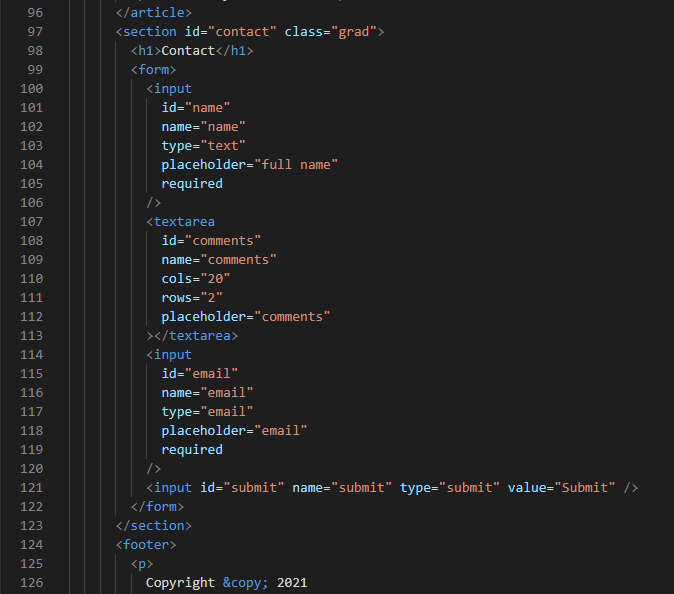 96 </article>
97 <section id="contact" class="grad">
98 <h1>Contact</h1>
99 <form>
100 <input
101 id="name"
102 name="name"
103 type="text"
104 placeholder="full name"
105 required
106 />
107 <textarea
108 id="comments"
109 name="comments"
110 cols="20"
111 rows="2"
112 placeholder="comments"
113 ></textarea>
114 <input
115 id="email"
116 name="email"
117 type="email"
118 placeholder="email"
119 required
120 />
121 <input id="submit" name="submit" type="submit" value="Submit" />
122 </form>
123 </section>
124 <footer>
125 <p>
126 Copyright &copy; 2021